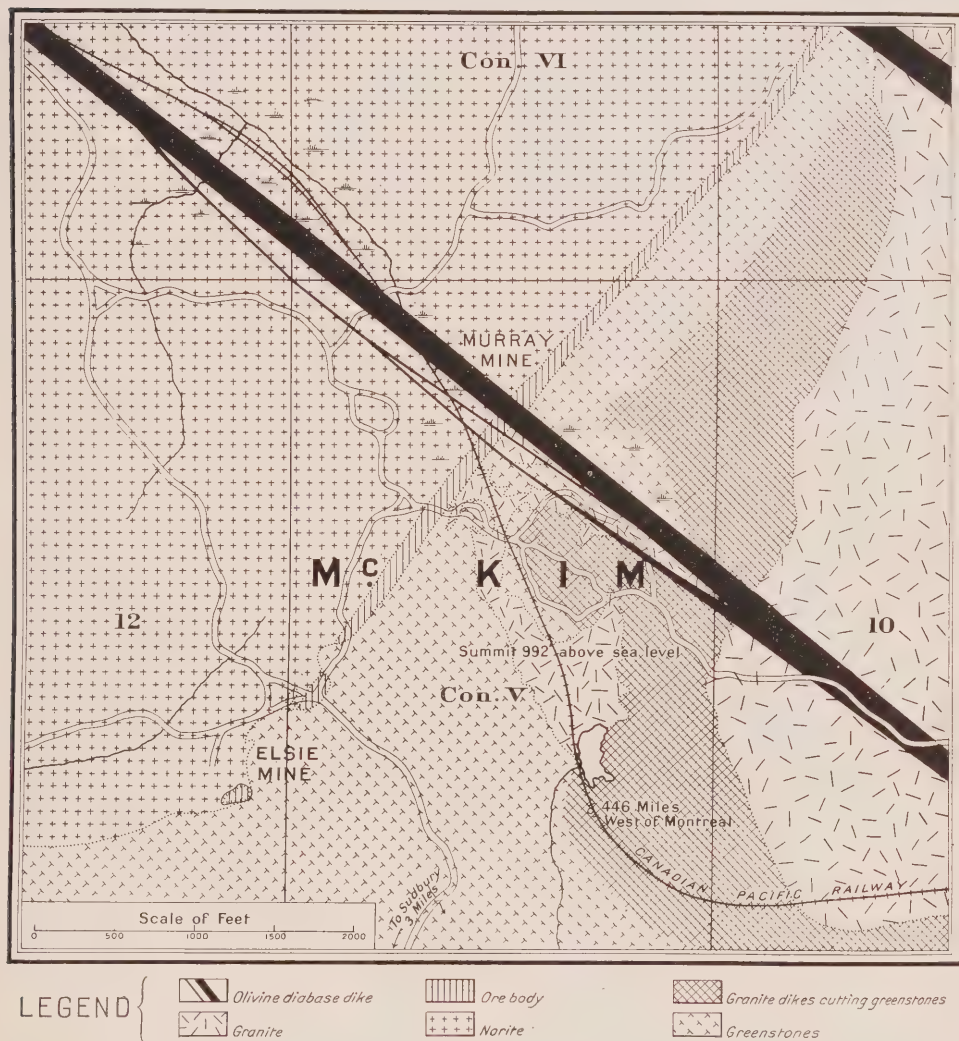 Con. VI
MURRAY
MINE
Mc. KIM
12
10
Summit 992' above sea level
Con. V
ELSIE
MINE
446 Miles
West of Montreal
CANADIAN PACIFIC RAILWAY
To Sudbury
3 Miles
Scale of Feet
0 500 1000 1500 2000
LEGEND
Olivine diabase dike
Ore body
Granite dikes cutting greenstones
Granite
Norite
Greenstones